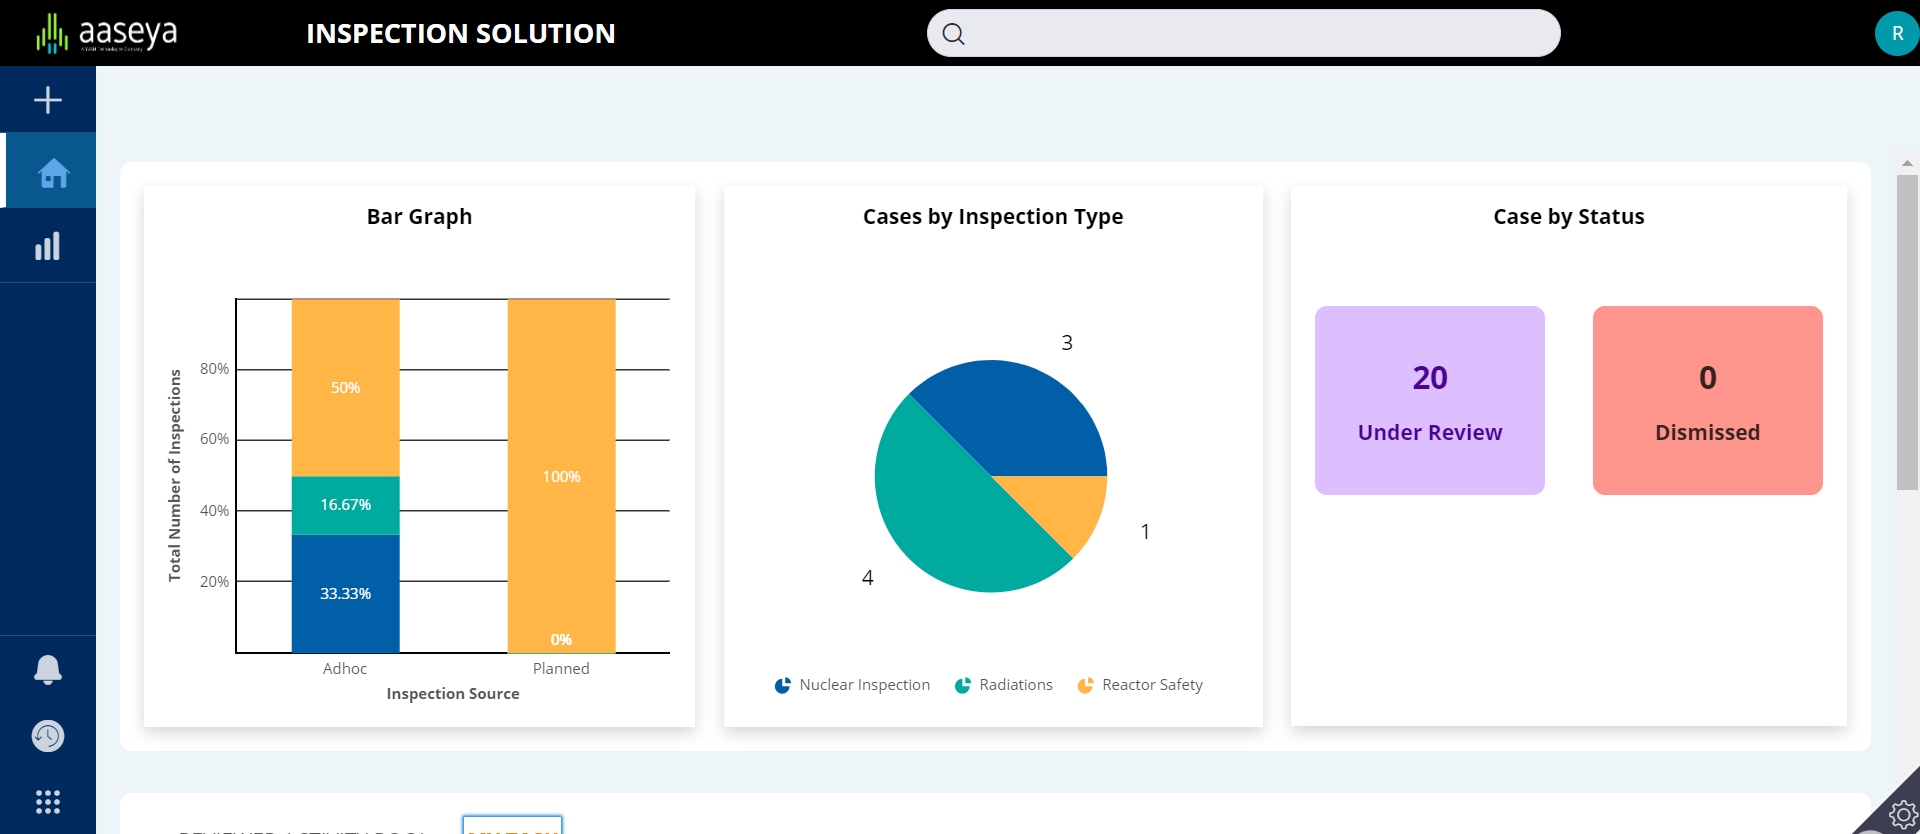 aaseya
INSPECTION SOLUTION
R
Bar Graph
Total Number of Inspections
80%
60%
40%
20%
50%
16.67%
33.33%
100%
0%
Adhoc
Planned
Inspection Source
Cases by Inspection Type
3
1
4
Nuclear Inspection
Radiations
Reactor Safety
Case by Status
20
Under Review
0
Dismissed